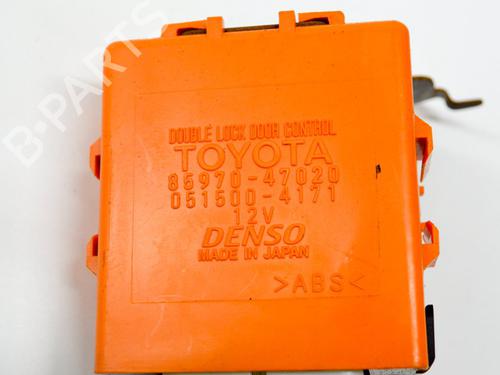 B-PARTS
DOUBLE LOCK DOOR CONTROL
TOYOTA
85970-47020
051500-4171
12V
DENSO
MADE IN JAPAN
>ABS<